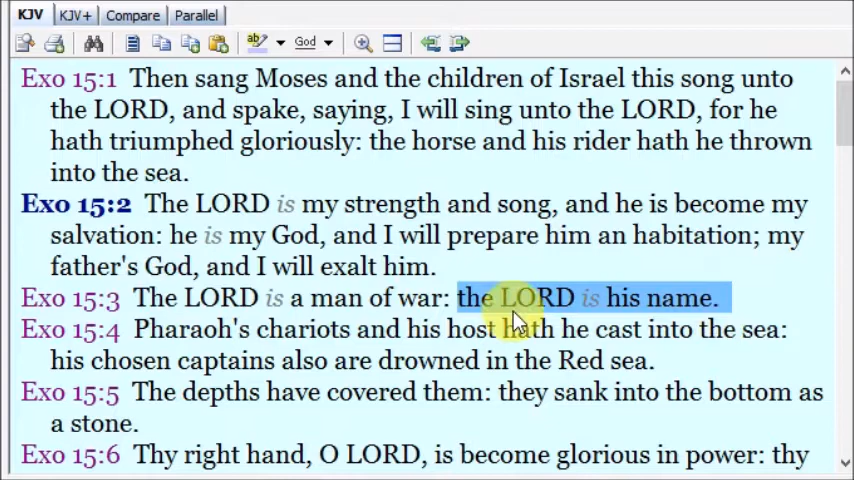 KJV KJV+ Compare Parallel
ab God
Exo 15:1 Then sang Moses and the children of Israel this song unto
the LORD, and spake, saying, I will sing unto the LORD, for he
hath triumphed gloriously: the horse and his rider hath he thrown
into the sea.
Exo 15:2 The LORD is my strength and song, and he is become my
salvation: he is my God, and I will prepare him an habitation; my
father's God, and I will exalt him.
Exo 15:3 The LORD is a man of war: the LORD is his name.
Exo 15:4 Pharaoh's chariots and his host hath he cast into the sea:
his chosen captains also are drowned in the Red sea.
Exo 15:5 The depths have covered them: they sank into the bottom as
a stone.
Exo 15:6 Thy right hand, O LORD, is become glorious in power: thy